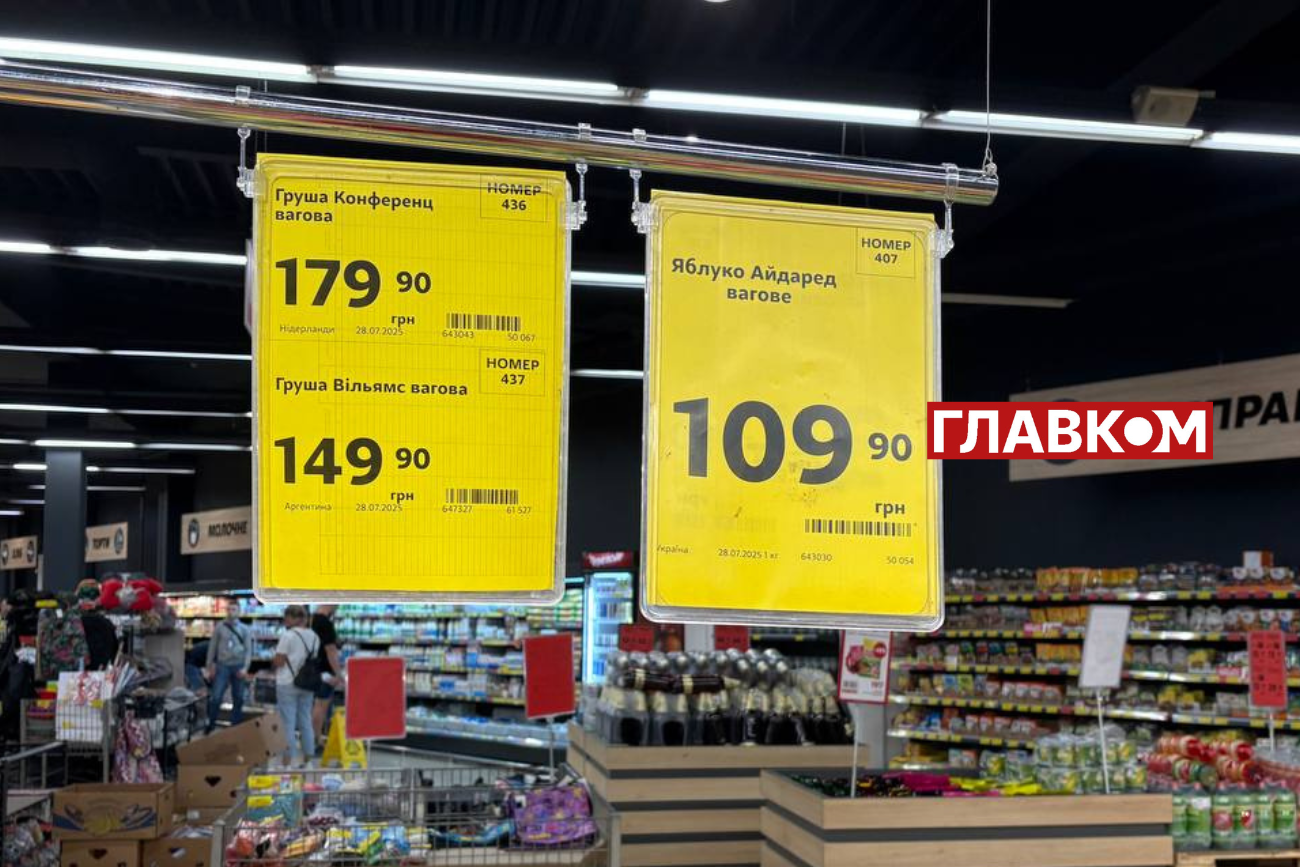 Груша Конференц
вагова
НОМЕР
436
179 90
грн
Нідерланди 28.07.2025 643043 50 067
НОМЕР
437
Груша Вільямс вагова
149 90
грн
Аргентина 28.07.2025 647327 61 527
НОМЕР
407
Яблуко Айдаред
вагове
109 90
грн
Україна 28.07.2025 1 кг 643030 50 054
ГЛАВКОМ
МОЛОЧНЕ
ТОРТИ